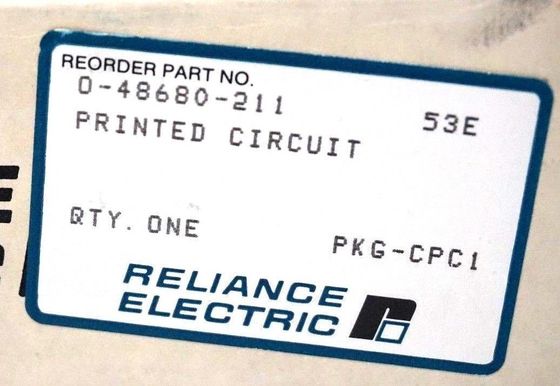 REORDER PART NO.
0-48680-211 53E
PRINTED CIRCUIT
QTY. ONE PKG-CPC1
RELIANCE
ELECTRIC